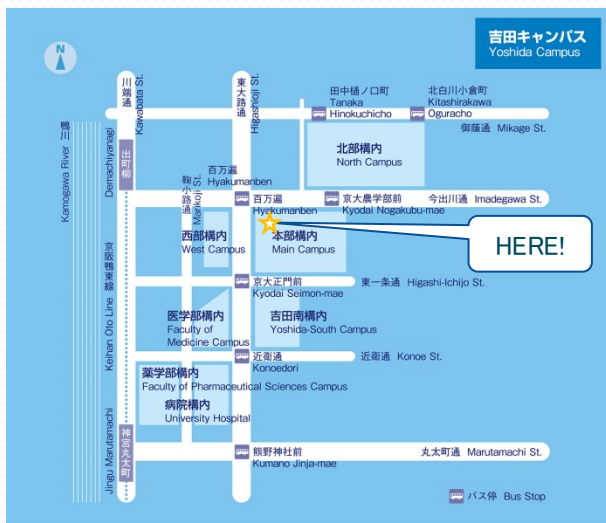 吉田キャンパス
Yoshida Campus
N
川端通
Kawabata St.
東大路通
Higashioji St.
田中樋ノ口町
Tanaka
Hinokuchicho
北白川小倉町
Kitashirakawa
Oguracho
御蔭通 Mikage St.
鴨川
Kamogawa River
出町柳
Demachiyanagi
北部構内
North Campus
百万遍
Hyakumanben
鞠小路通
Marikoji St.
百万遍
Hyakumanben
京大農学部前
Kyodai Nogakubu-mae
今出川通 Imadegawa St.
西部構内
West Campus
本部構内
Main Campus
HERE!
京阪鴨東線
Keihan Oto Line
京大正門前
Kyodai Seimon-mae
東一条通 Higashi-Ichijo St.
医学部構内
Faculty of
Medicine Campus
吉田南構内
Yoshida-South Campus
近衛通
Konoedori
近衛通 Konoe St.
薬学部構内
Faculty of Pharmaceutical Sciences Campus
病院構内
University Hospital
神宮丸太町
Jingu Marutamachi
熊野神社前
Kumano Jinja-mae
丸太町通 Marutamachi St.
バス停 Bus Stop